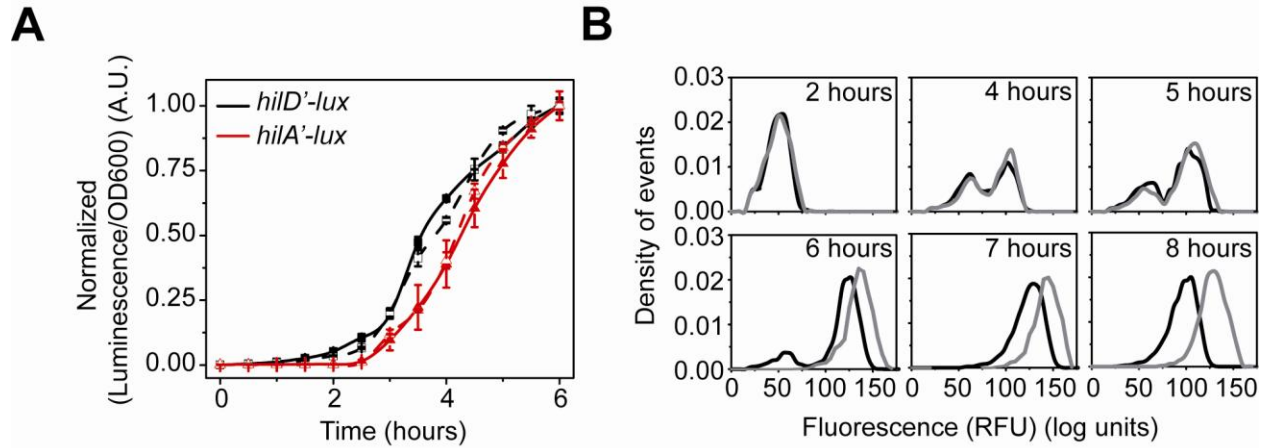 A
B
hilD'-lux
hilA'-lux
Normalized
(Luminescence/OD600) (A.U.)
1.00
0.75
0.50
0.25
0.00
0 2 4 6
Time (hours)
Density of events
0.03
0.02
0.01
0.00
2 hours
4 hours
5 hours
0.03
0.02
0.01
0.00
6 hours
7 hours
8 hours
0 50 100 150 0 50 100 150 0 50 100 150
Fluorescence (RFU) (log units)